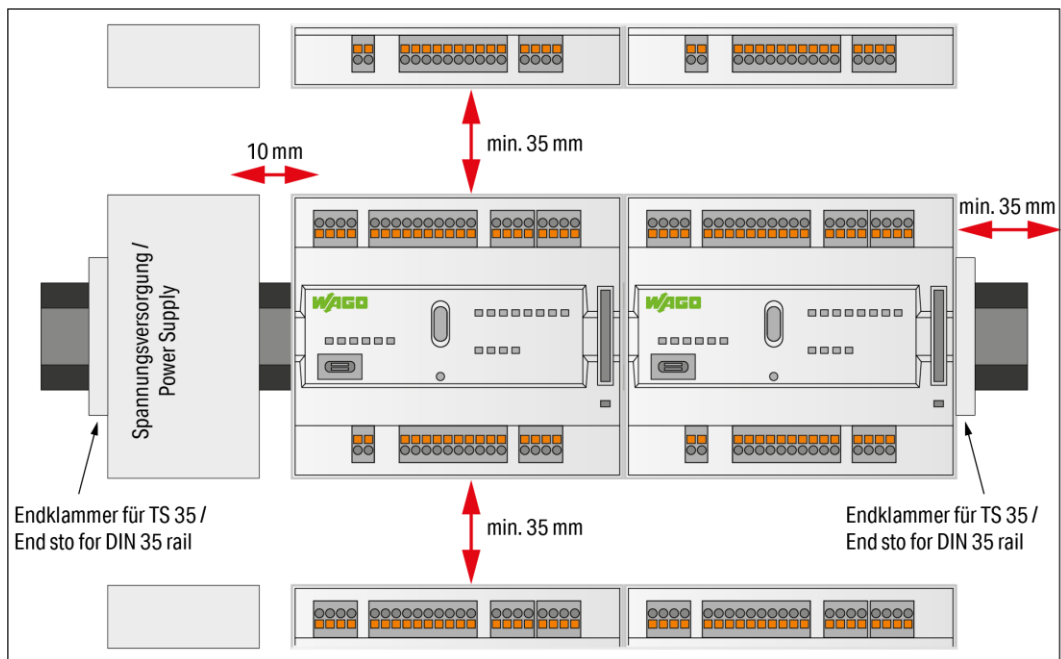 min. 35 mm
10 mm
min. 35 mm
Spannungsversorgung /
Power Supply
WAGO
WAGO
Endklammer für TS 35 /
End sto for DIN 35 rail
min. 35 mm
Endklammer für TS 35 /
End sto for DIN 35 rail